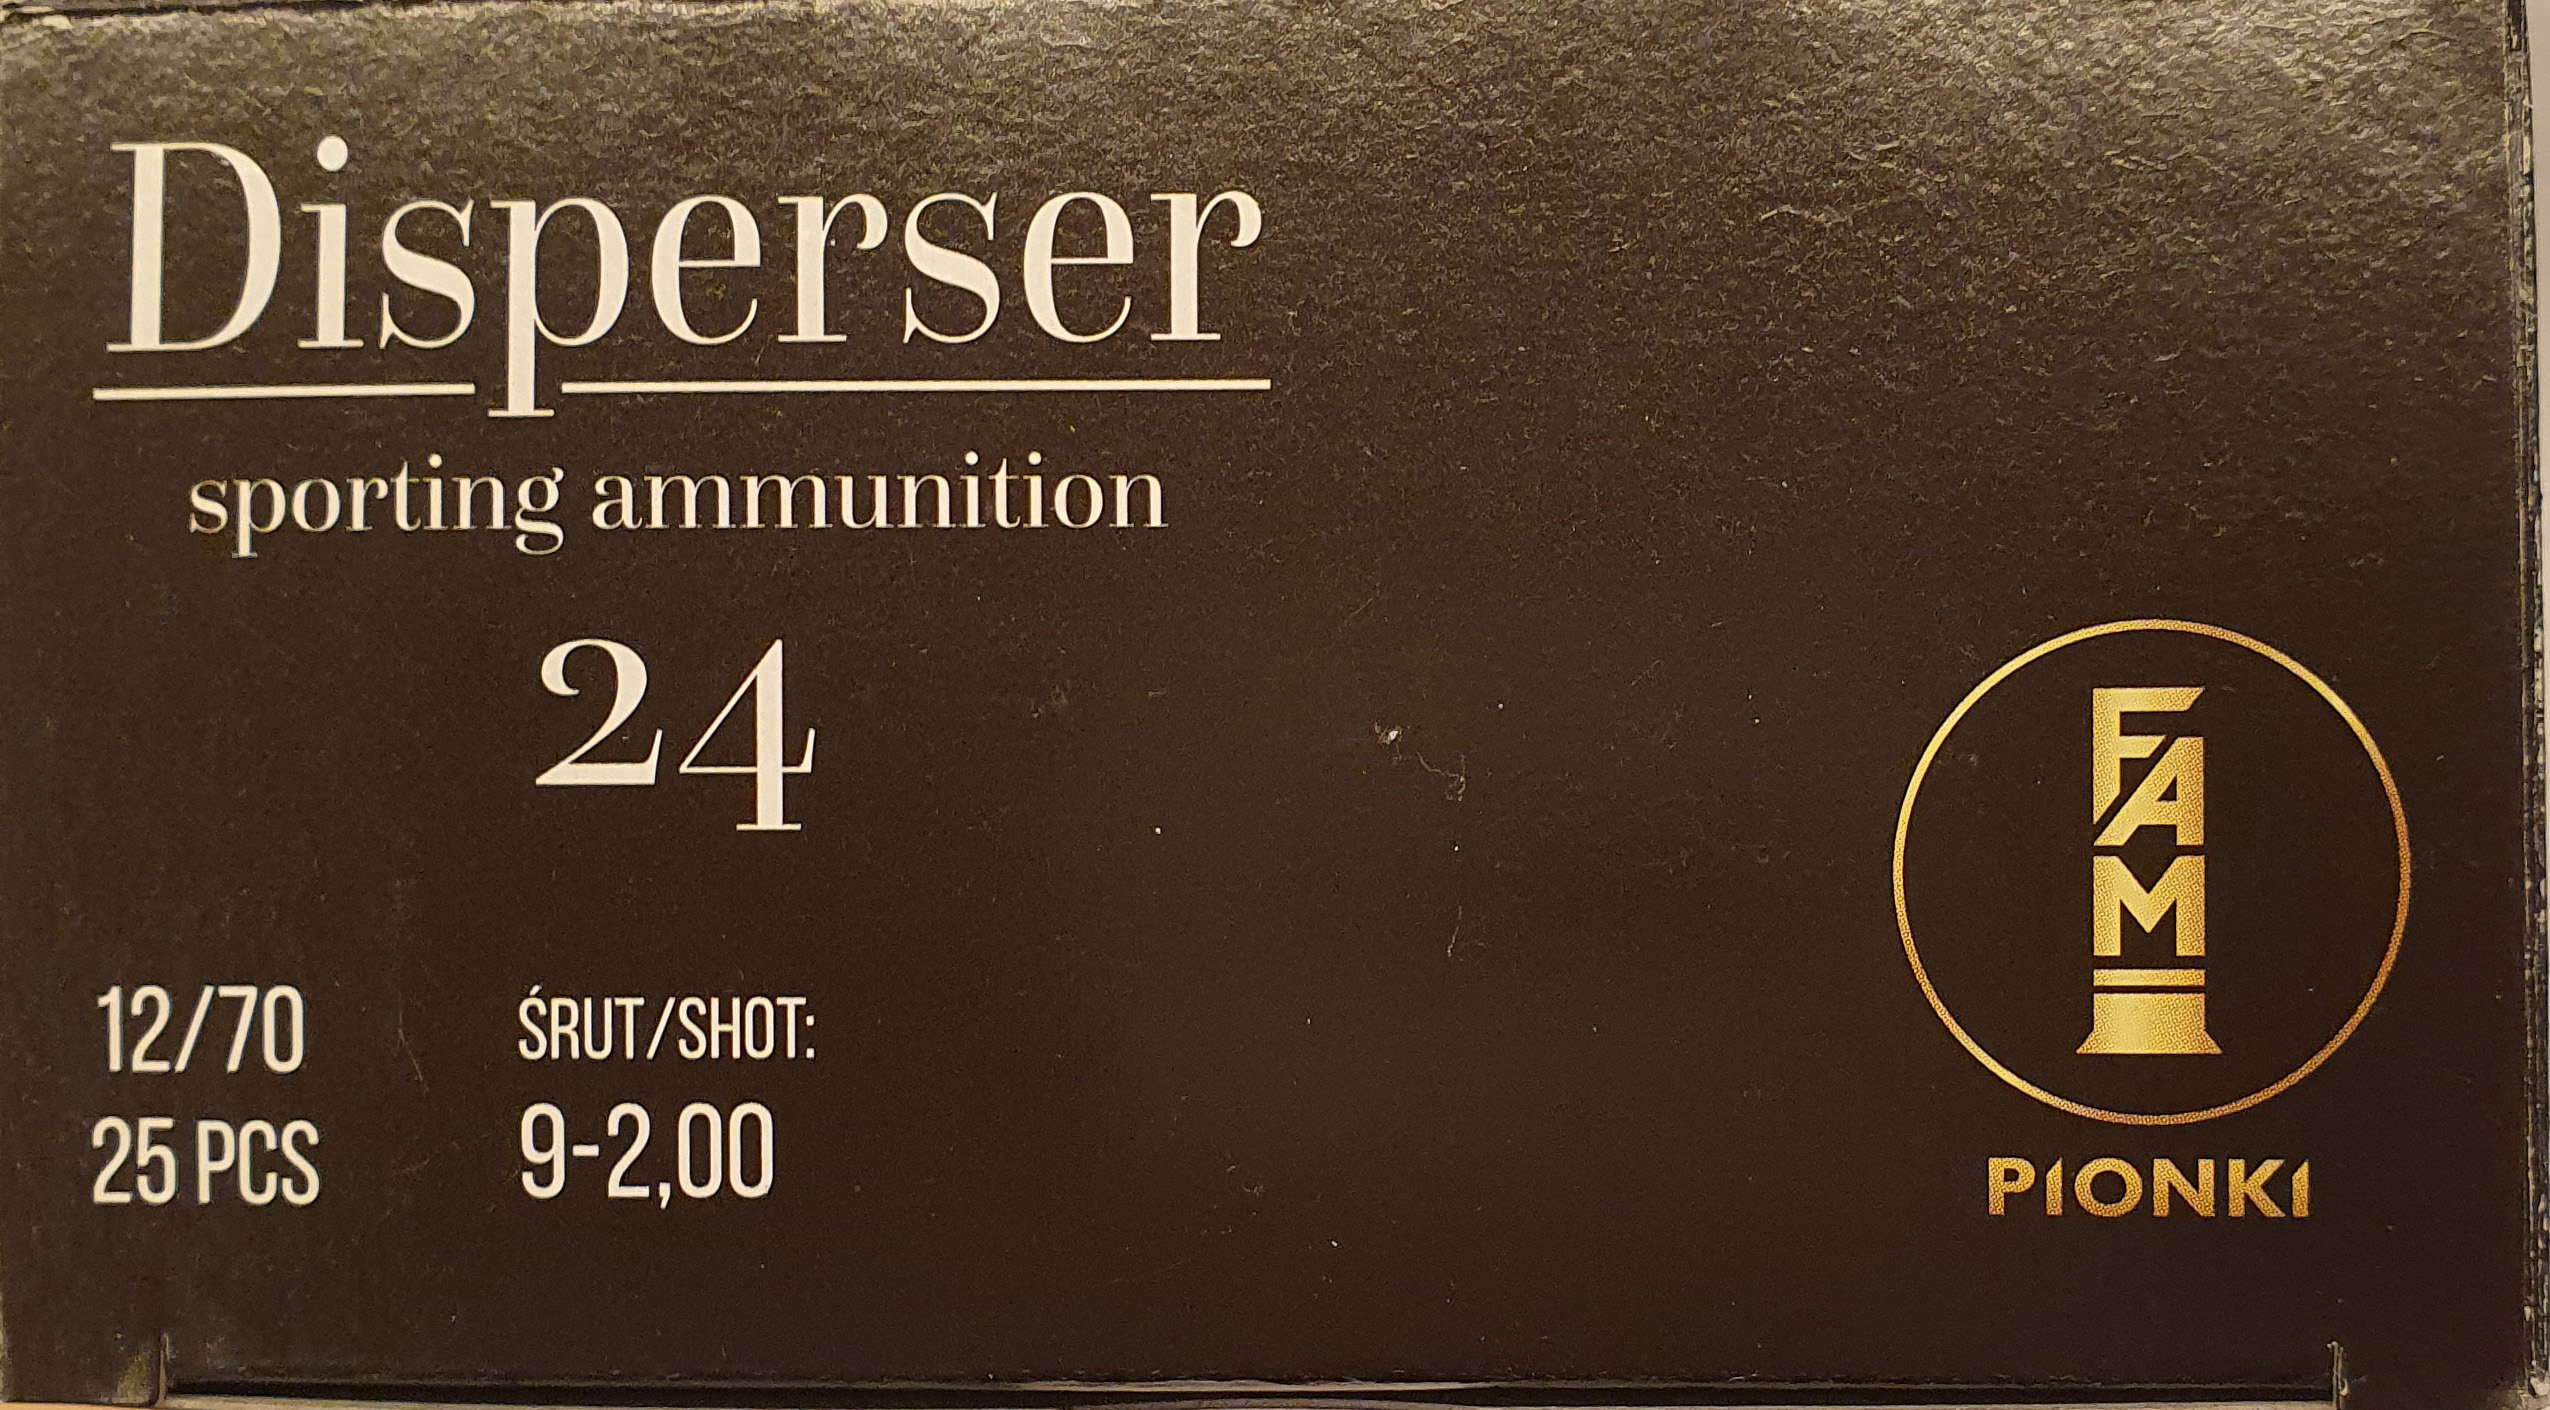 Disperser
sporting ammunition
24
12/70
25 PCS
ŚRUT/SHOT:
9-2,00
FAM
PIONKI